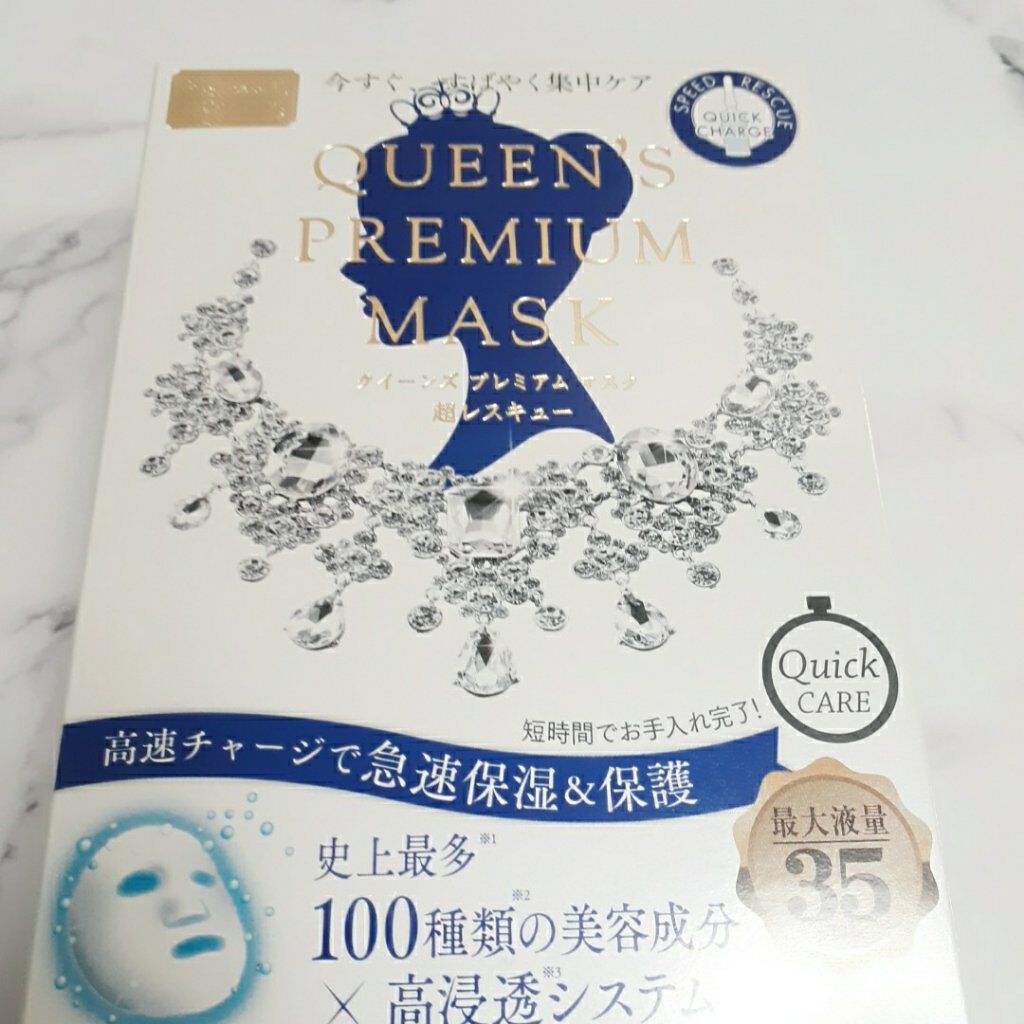 今すぐ、すばやく集中ケア
SPEED RESCUE
QUICK
CHARGE
QUEEN'S
PREMIUM
MASK
クイーンズ プレミアム マスク
超レスキュー
Quick
CARE
短時間でお手入れ完了!
高速チャージで急速保湿&保護
最大液量
35
史上最多※1
100種類※2の美容成分
×高浸透※3システム